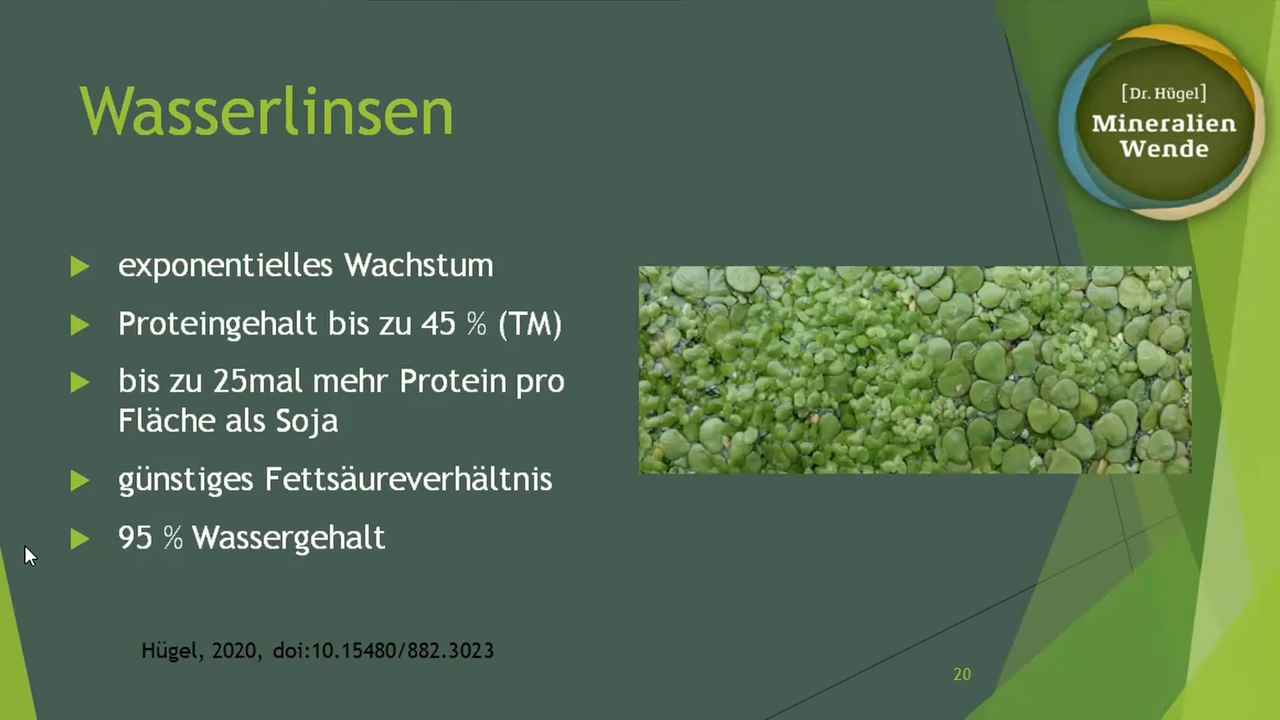 Wasserlinsen
[Dr. Hügel]
Mineralien
Wende
exponentielles Wachstum
Proteingehalt bis zu 45 % (TM)
bis zu 25mal mehr Protein pro
Fläche als Soja
günstiges Fettsäureverhältnis
95 % Wassergehalt
Hügel, 2020, doi:10.15480/882.3023
20